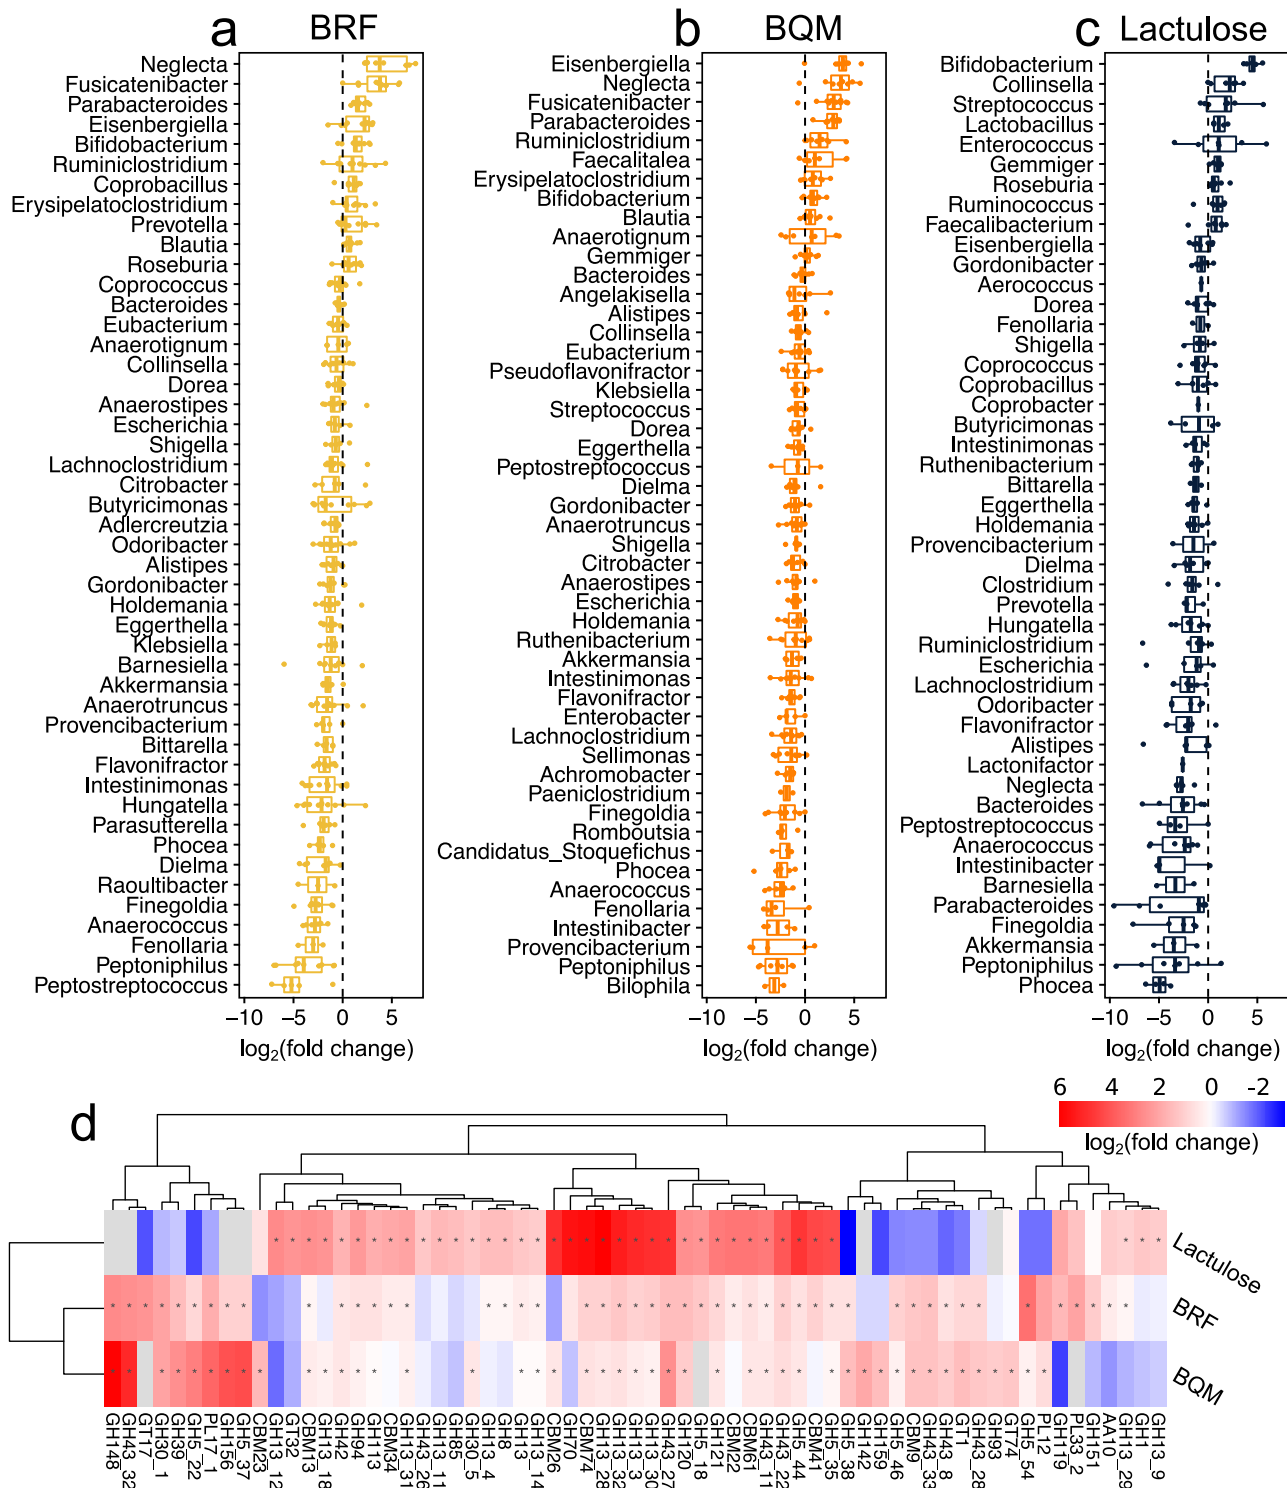 a BRF
Neglecta
Fusicatenibacter
Parabacteroides
Eisenbergiella
Bifidobacterium
Ruminiclostridium
Coprobacillus
Erysipelatoclostridium
Prevotella
Blautia
Roseburia
Coprococcus
Bacteroides
Eubacterium
Anaerotignum
Collinsella
Dorea
Anaerostipes
Escherichia
Shigella
Lachnoclostridium
Citrobacter
Butyricimonas
Adlercreutzia
Odoribacter
Alistipes
Gordonibacter
Holdemania
Eggerthella
Klebsiella
Barnesiella
Akkermansia
Anaerotruncus
Provencibacterium
Bittarella
Flavonifractor
Intestinimonas
Hungatella
Parasutterella
Phocea
Dielma
Raoultibacter
Finegoldia
Anaerococcus
Fenollaria
Peptoniphilus
Peptostreptococcus
−10 −5 0 5
log2(fold change)
b BQM
Eisenbergiella
Neglecta
Fusicatenibacter
Parabacteroides
Ruminiclostridium
Faecalitalea
Erysipelatoclostridium
Bifidobacterium
Blautia
Anaerotignum
Gemmiger
Bacteroides
Angelakisella
Alistipes
Collinsella
Eubacterium
Pseudoflavonifractor
Klebsiella
Streptococcus
Dorea
Eggerthella
Peptostreptococcus
Dielma
Gordonibacter
Anaerotruncus
Shigella
Citrobacter
Anaerostipes
Escherichia
Holdemania
Ruthenibacterium
Akkermansia
Intestinimonas
Flavonifractor
Enterobacter
Lachnoclostridium
Sellimonas
Achromobacter
Paeniclostridium
Finegoldia
Romboutsia
Candidatus_Stoquefichus
Phocea
Anaerococcus
Fenollaria
Intestinibacter
Provencibacterium
Peptoniphilus
Bilophila
−10 −5 0 5
log2(fold change)
c Lactulose
Bifidobacterium
Collinsella
Streptococcus
Lactobacillus
Enterococcus
Gemmiger
Roseburia
Ruminococcus
Faecalibacterium
Eisenbergiella
Gordonibacter
Aerococcus
Dorea
Fenollaria
Shigella
Coprococcus
Coprobacillus
Coprobacter
Butyricimonas
Intestinimonas
Ruthenibacterium
Bittarella
Eggerthella
Holdemania
Provencibacterium
Dielma
Clostridium
Prevotella
Hungatella
Ruminiclostridium
Escherichia
Lachnoclostridium
Odoribacter
Flavonifractor
Alistipes
Lactonifactor
Neglecta
Bacteroides
Peptostreptococcus
Anaerococcus
Intestinibacter
Barnesiella
Parabacteroides
Finegoldia
Akkermansia
Peptoniphilus
Phocea
−10 −5 0 5
log2(fold change)
d
6 4 2 0 -2
log2(fold change)
Lactulose
BRF
BQM
GH148
GH43_32
GT17
GH30_1
GH39
GH5_22
PL17_1
GH156
GH5_37
CBM23
GH13_12
GT32
CBM13
GH13_18
GH42
GH94
GH113
CBM34
GH13_31
GH43_26
GH13_11
GH85
GH30_5
GH13_4
GH8
GH13_13
GH13_14
CBM26
GH70
CBM74
GH13_28
GH13_32
GH13_3
GH13_30
GH43_27
GH120
GH5_18
GH121
CBM22
CBM61
GH43_11
GH43_22
GH5_44
CBM41
GH5_35
GH5_38
GH142
GH159
GH5_46
CBM9
GH43_33
GH43_8
GT1
GH43_28
GH93
GT74
GH5_54
PL12
GH119
PL33_2
GH151
AA10
GH13_29
GH1
GH13_9